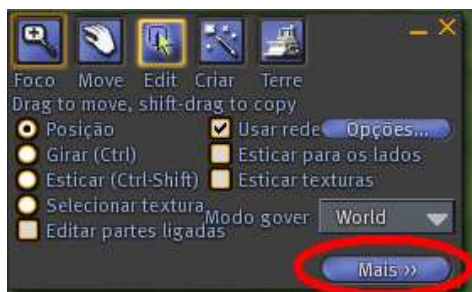 Foco Move Edit Criar Terre
Drag to move, shift-drag to copy
Posição Usar rede Opções...
Girar (Ctrl) Esticar para os lados
Esticar (Ctrl-Shift) Esticar texturas
Selecionar textura
Modo gover World
Editar partes ligadas
Mais >>